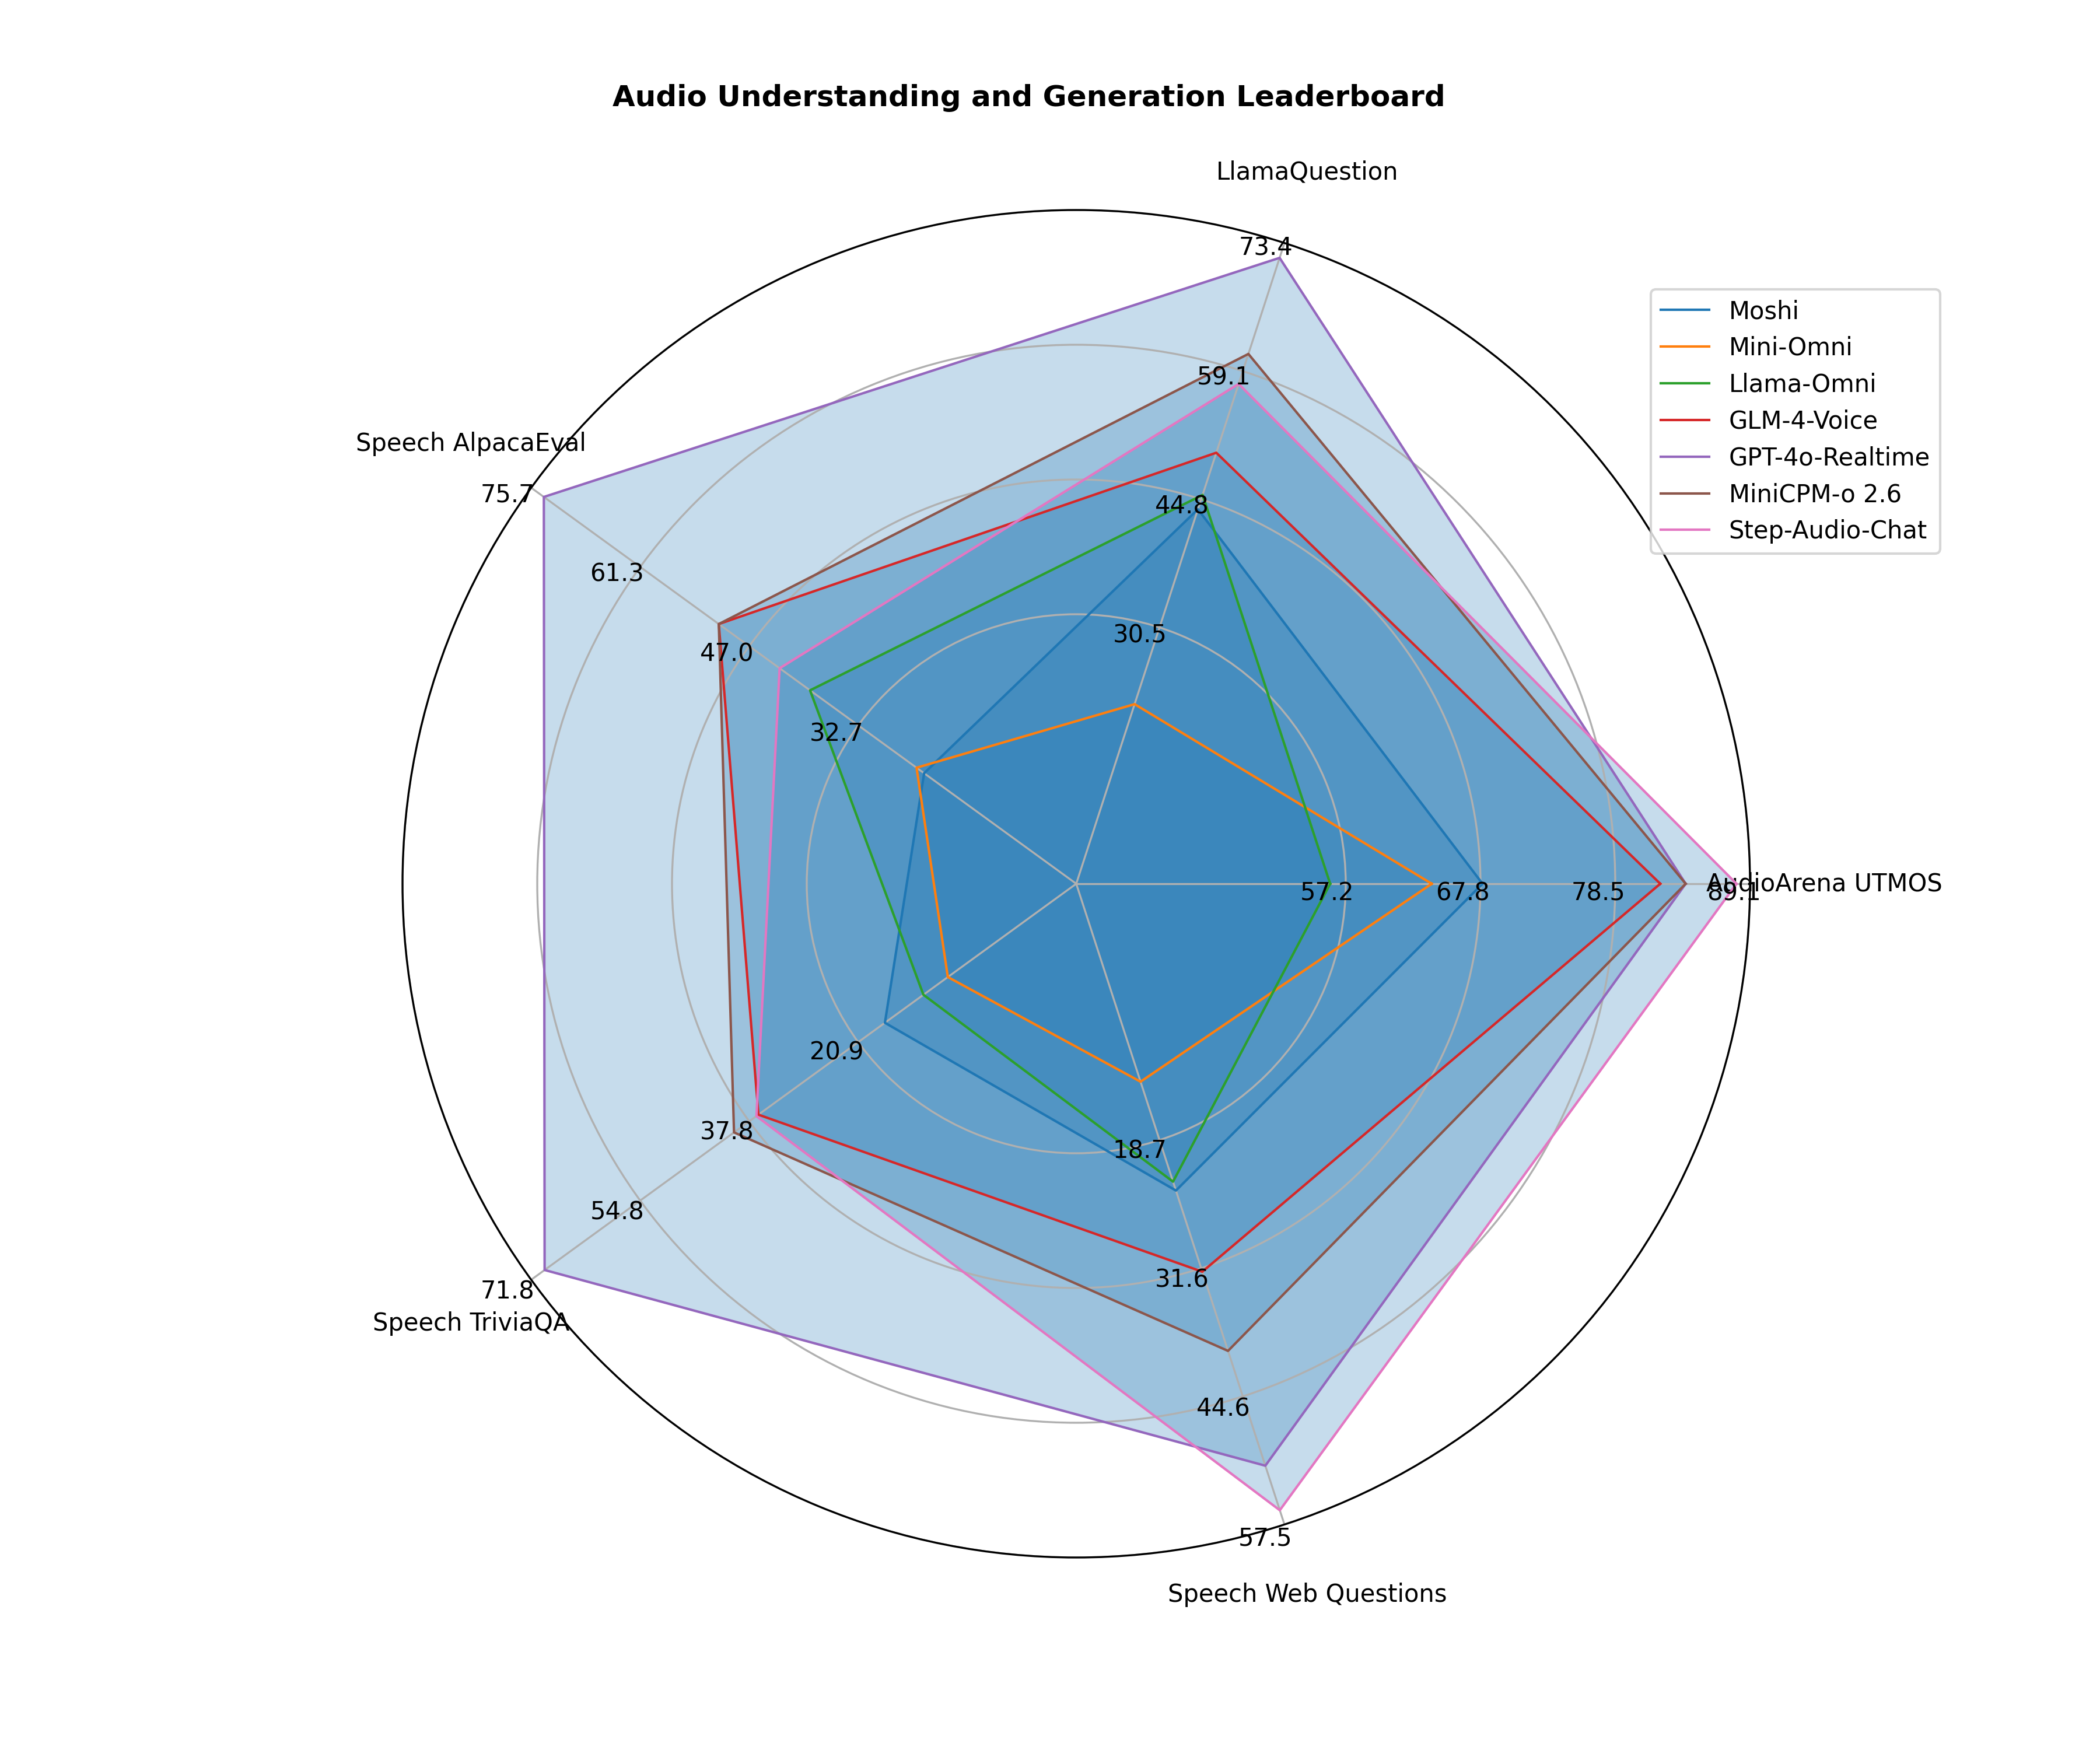 Audio Understanding and Generation Leaderboard
LlamaQuestion
73.4
59.1
44.8
30.5
Moshi
Mini-Omni
Llama-Omni
GLM-4-Voice
GPT-4o-Realtime
MiniCPM-o 2.6
Step-Audio-Chat
Speech AlpacaEval
75.7
61.3
47.0
32.7
57.2
67.8
78.5
89.1
AudioArena UTMOS
20.9
37.8
54.8
71.8
Speech TriviaQA
18.7
31.6
44.6
57.5
Speech Web Questions